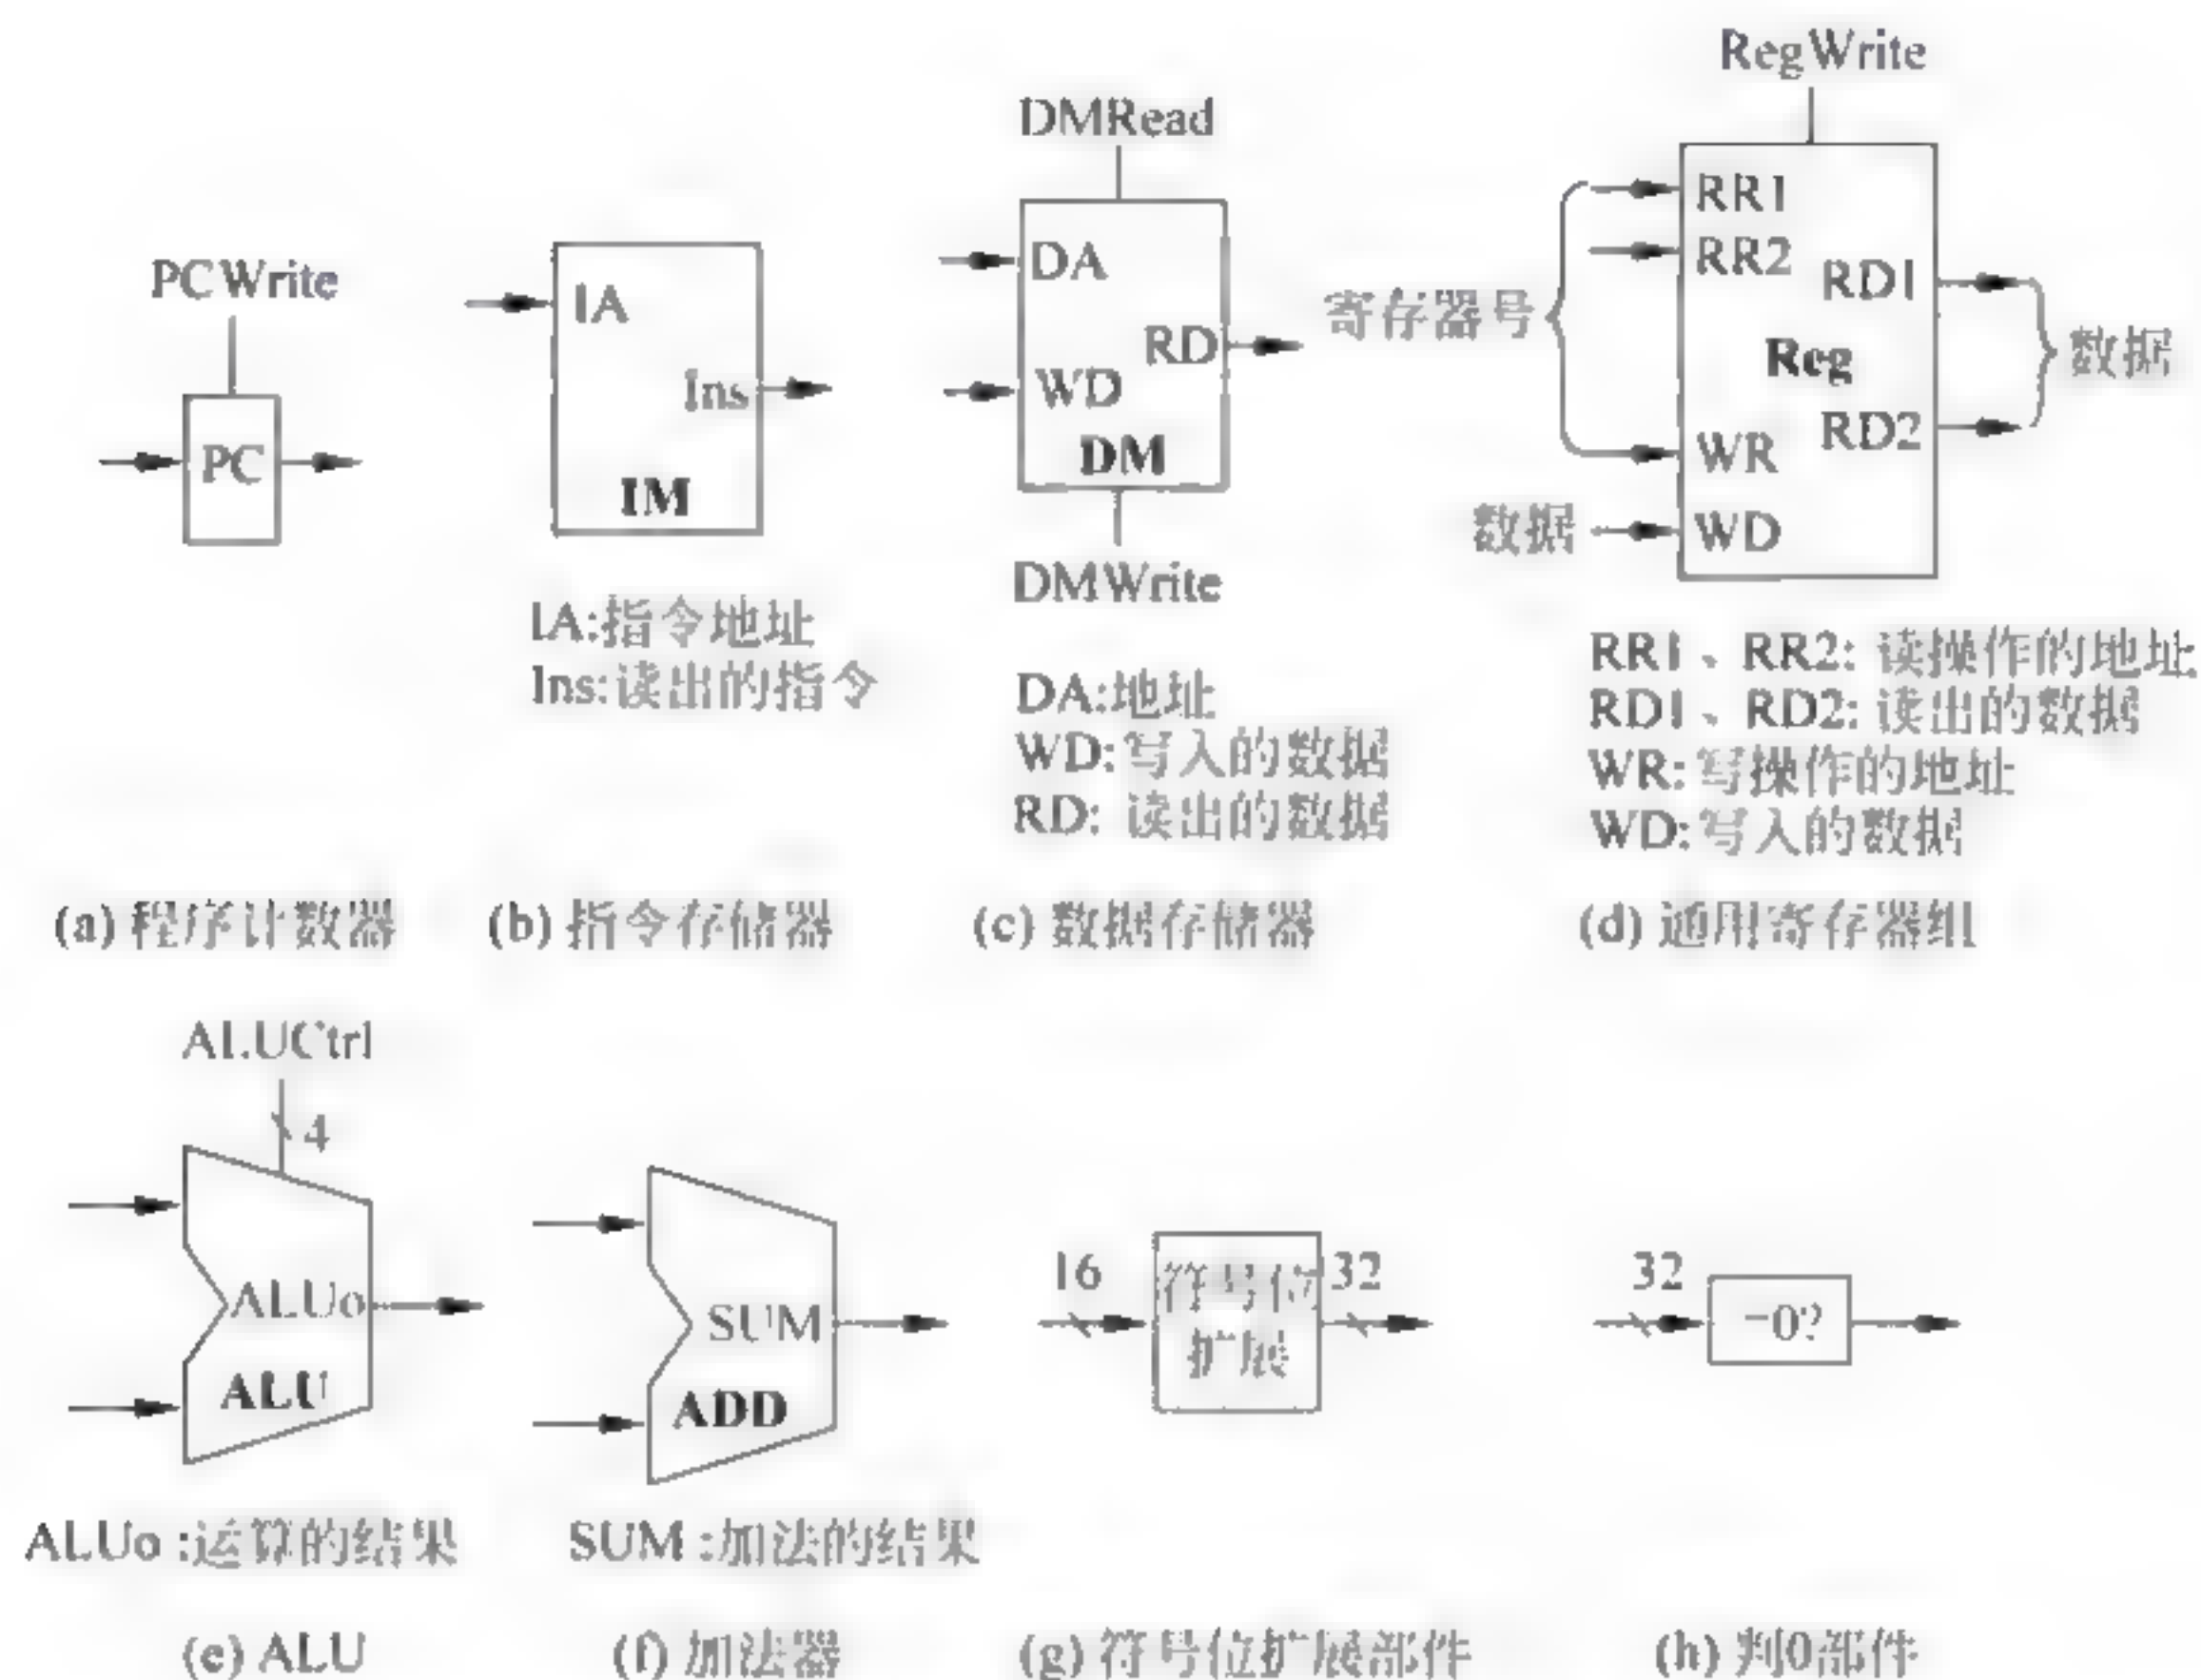 PCWrite
PC
IA
Ins
IM
IA:指令地址
Ins:读出的指令
DMRead
DA
RD
WD
DM
DMWrite
DA:地址
WD:写入的数据
RD:读出的数据
RegWrite
寄存器号
RR1
RR2
RD1
Reg
数据
RD2
WR
数据
WD
RR1、RR2:读操作的地址
RD1、RD2:读出的数据
WR:写操作的地址
WD:写入的数据
(a) 程序计数器
(b) 指令存储器
(c) 数据存储器
(d) 通用寄存器组
ALUCtrl
4
ALUo
ALU
ALUo :运算的结果
SUM
ADD
SUM :加法的结果
16
符号位
扩展
32
32
=0?
(e) ALU
(f) 加法器
(g) 符号位扩展部件
(h) 判0部件